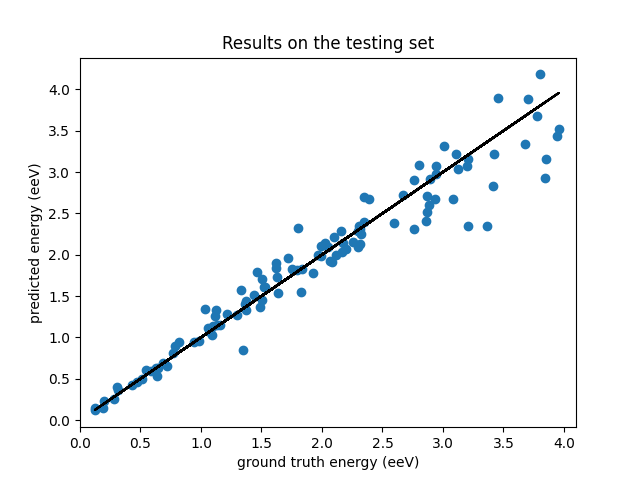 Results on the testing set
predicted energy (eeV)
4.0
3.5
3.0
2.5
2.0
1.5
1.0
0.5
0.0
0.0 0.5 1.0 1.5 2.0 2.5 3.0 3.5 4.0
ground truth energy (eeV)